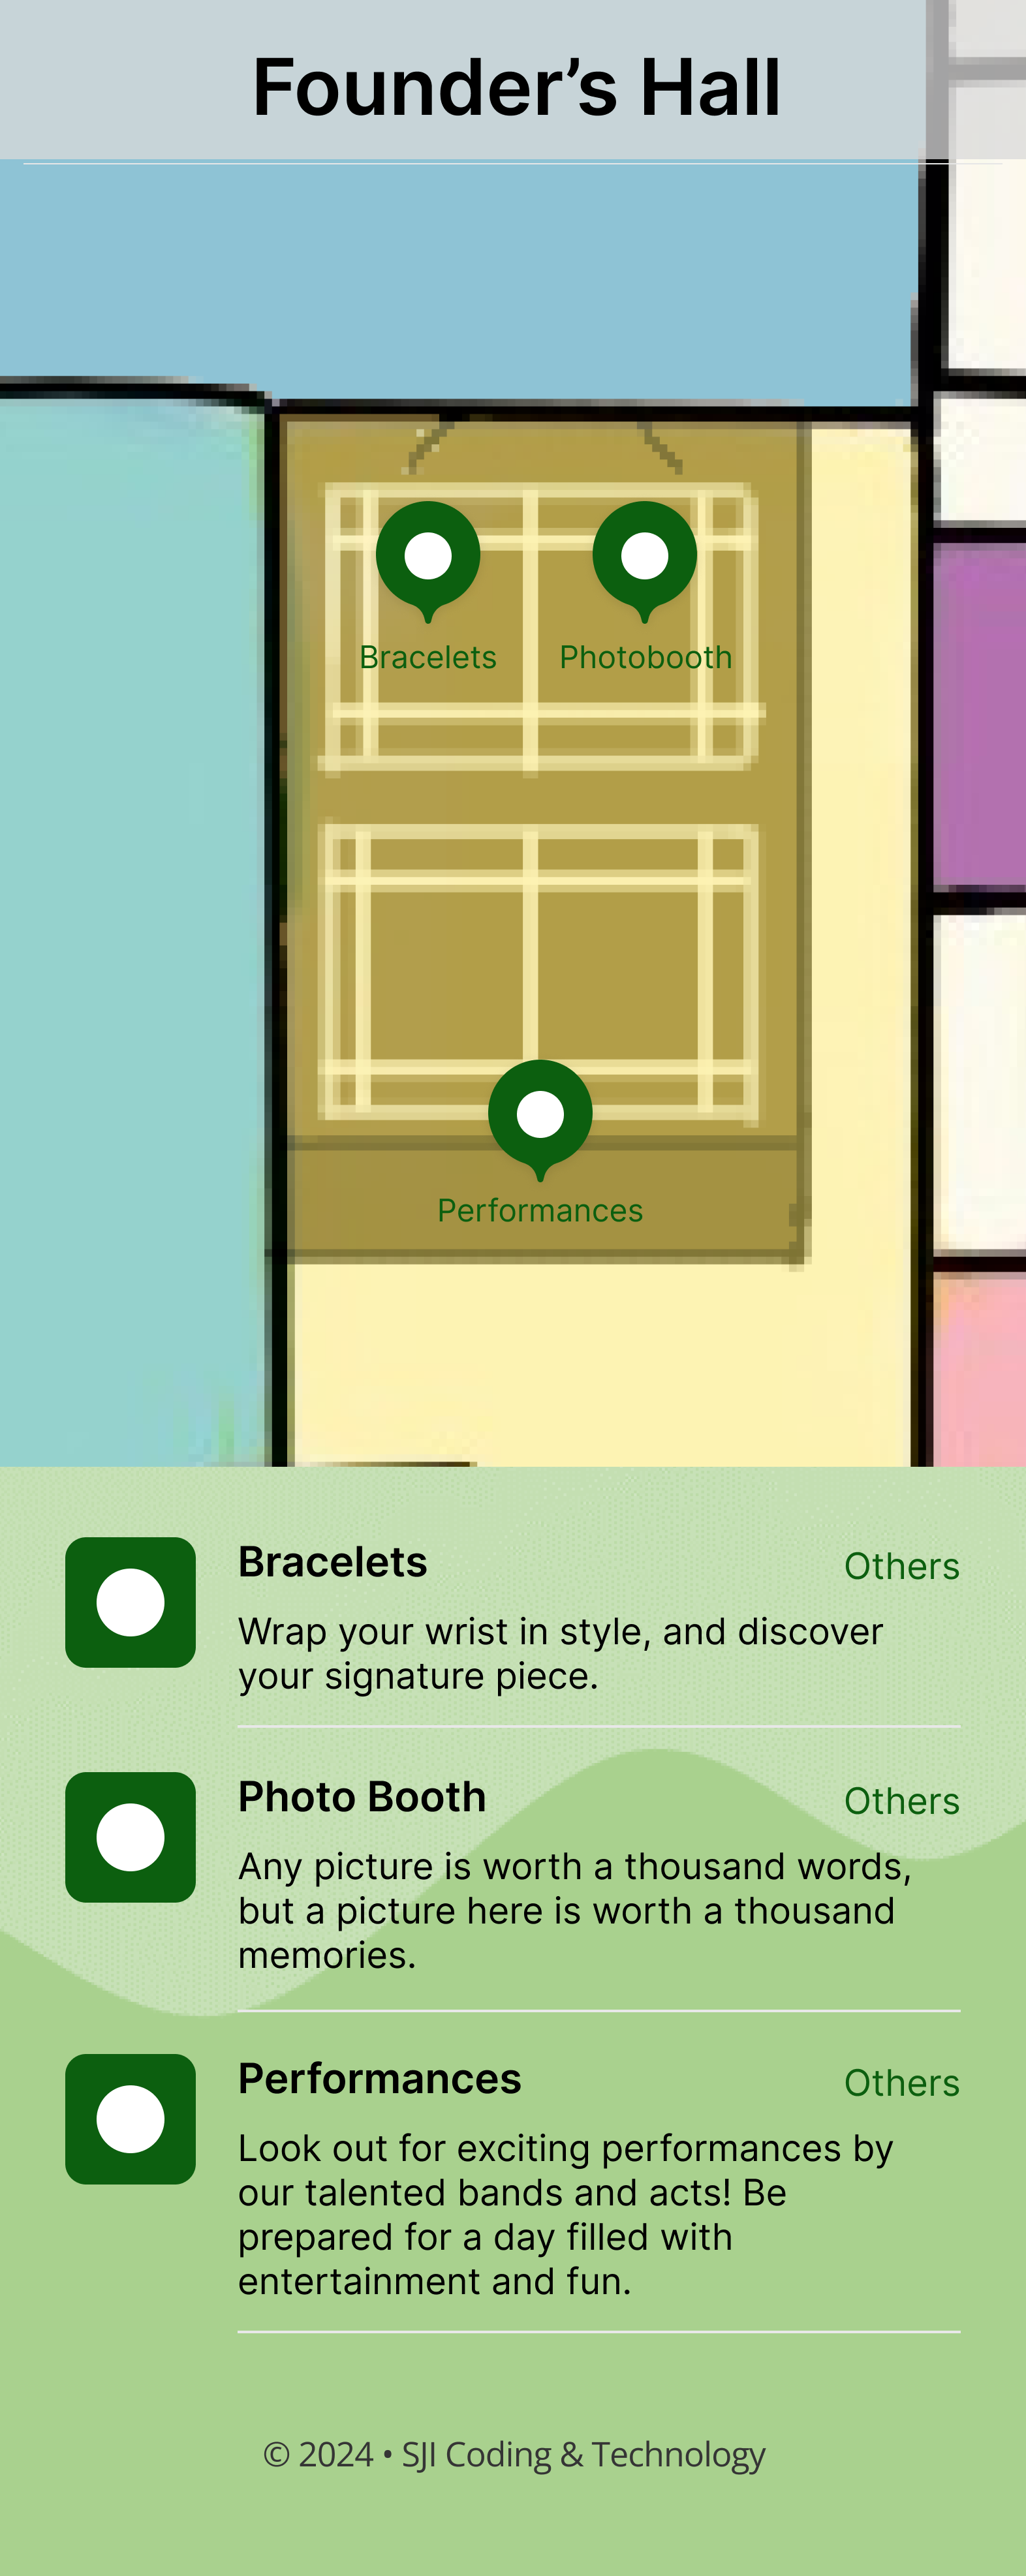 Founder’s Hall
Bracelets
Photobooth
Performances
Bracelets
Others
Wrap your wrist in style, and discover
your signature piece.
Photo Booth
Others
Any picture is worth a thousand words,
but a picture here is worth a thousand
memories.
Performances
Others
Look out for exciting performances by
our talented bands and acts! Be
prepared for a day filled with
entertainment and fun.
© 2024 • SJI Coding & Technology